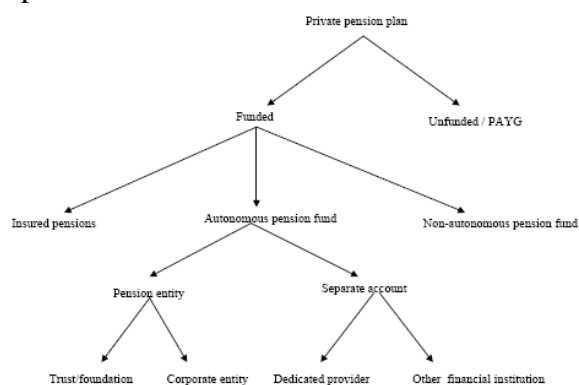 Private pension plan
Funded
Unfunded / PAYG
Insured pensions
Autonomous pension fund
Non-autonomous pension fund
Pension entity
Separate account
Trust/foundation
Corporate entity
Dedicated provider
Other financial institution